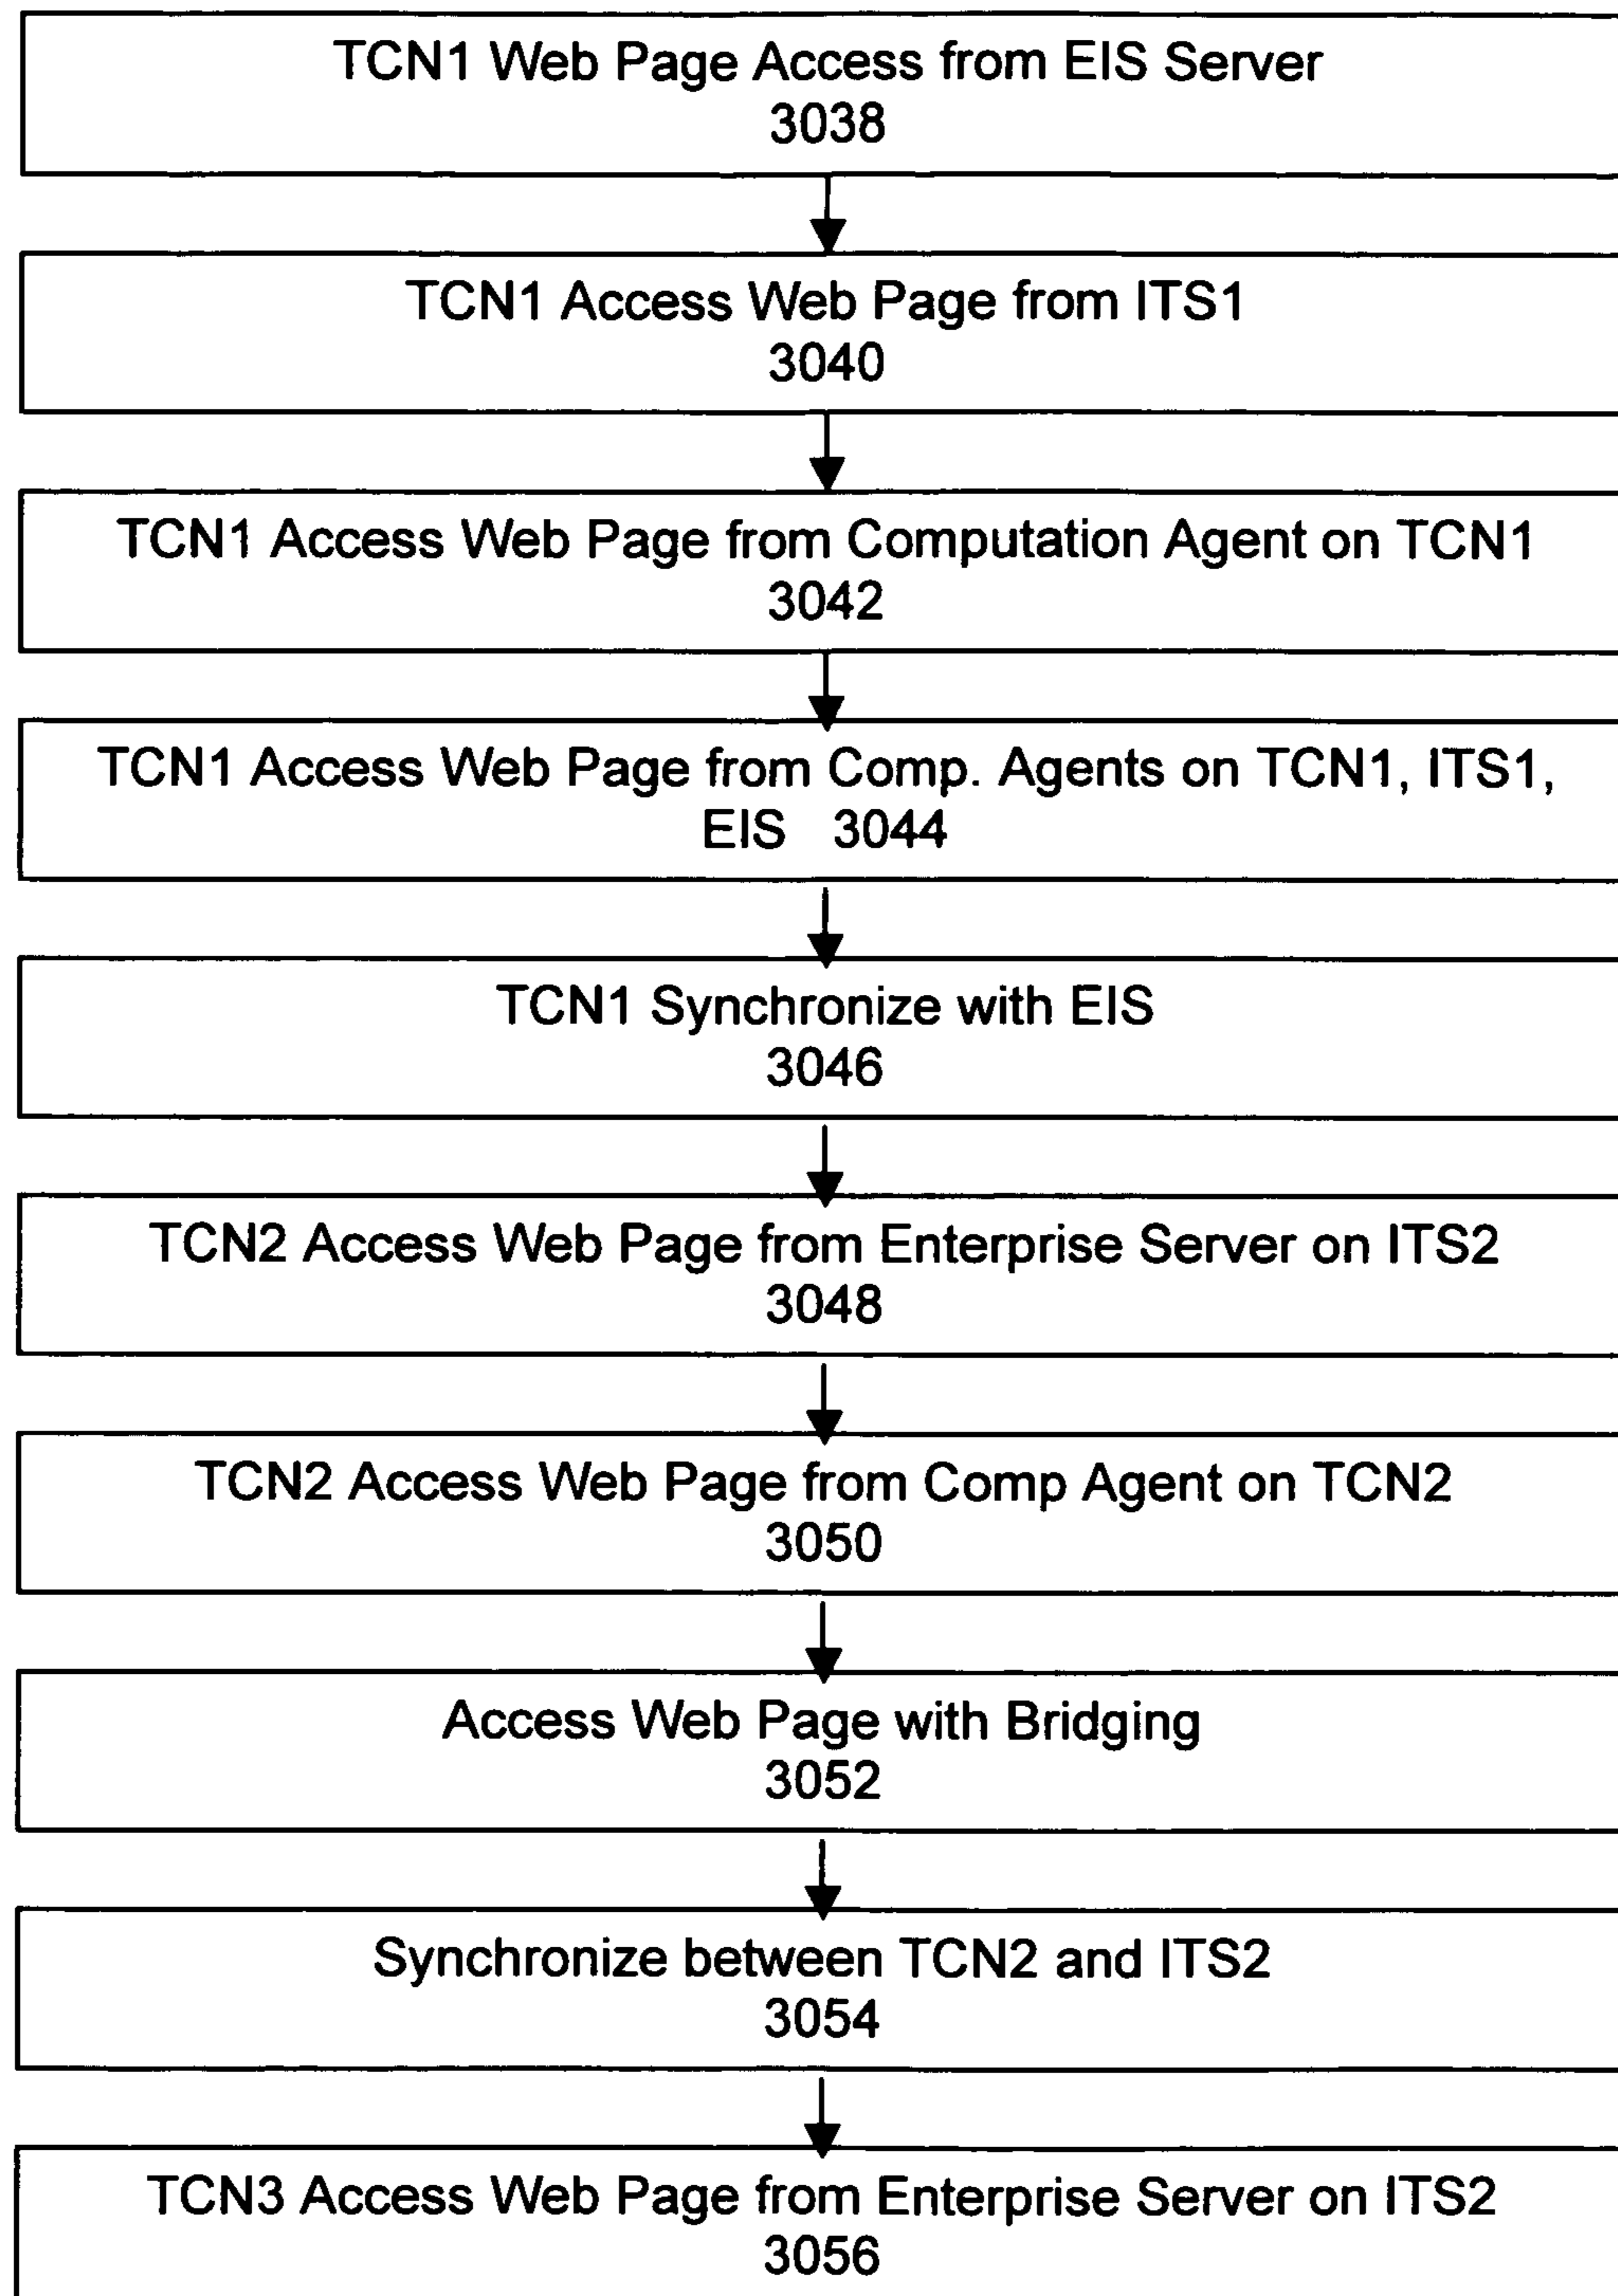 TCN1 Web Page Access from EIS Server
3038
TCN1 Access Web Page from ITS1
3040
TCN1 Access Web Page from Computation Agent on TCN1
3042
TCN1 Access Web Page from Comp. Agents on TCN1, ITS1,
EIS 3044
TCN1 Synchronize with EIS
3046
TCN2 Access Web Page from Enterprise Server on ITS2
3048
TCN2 Access Web Page from Comp Agent on TCN2
3050
Access Web Page with Bridging
3052
Synchronize between TCN2 and ITS2
3054
TCN3 Access Web Page from Enterprise Server on ITS2
3056